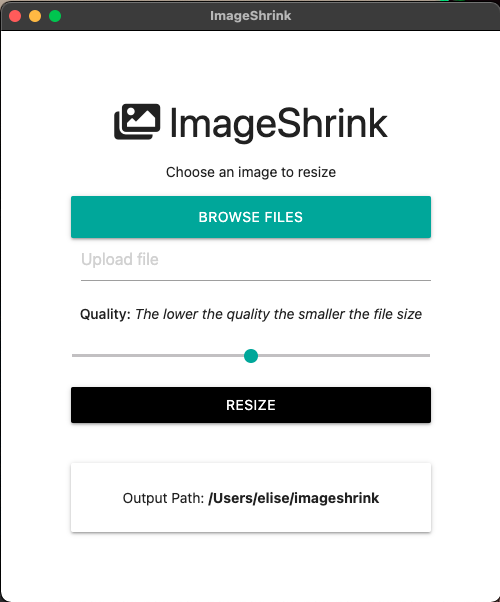 ImageShrink
ImageShrink
Choose an image to resize
BROWSE FILES
Upload file
Quality: The lower the quality the smaller the file size
RESIZE
Output Path: /Users/elise/imageshrink